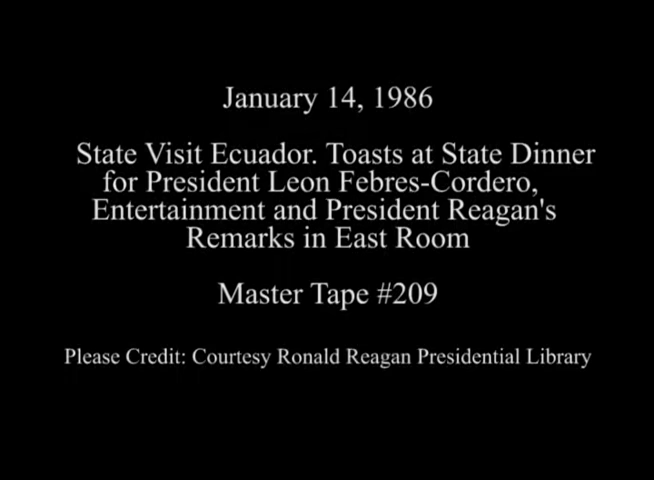 January 14, 1986
State Visit Ecuador. Toasts at State Dinner
for President Leon Febres-Cordero,
Entertainment and President Reagan's
Remarks in East Room
Master Tape #209
Please Credit: Courtesy Ronald Reagan Presidential Library